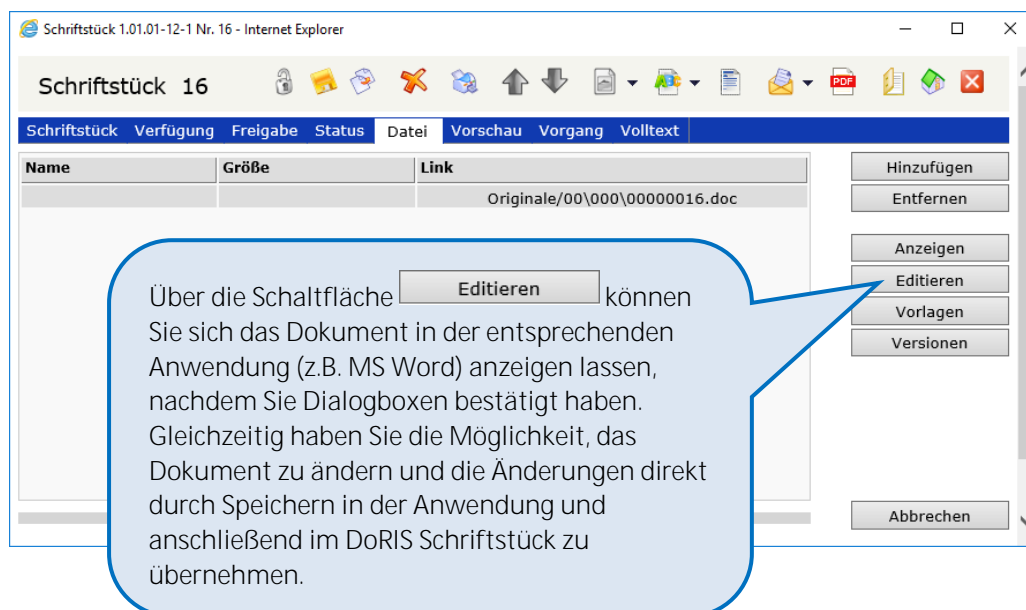 Schriftstück 1.01.01-12-1 Nr. 16 - Internet Explorer
Schriftstück 16
PDF
Schriftstück Verfügung Freigabe Status Datei Vorschau Vorgang Volltext
Name Größe Link
Originale/00\000\00000016.doc
Hinzufügen
Entfernen
Anzeigen
Editieren
Vorlagen
Versionen
Abbrechen
Über die Schaltfläche Editieren können
Sie sich das Dokument in der entsprechenden
Anwendung (z.B. MS Word) anzeigen lassen,
nachdem Sie Dialogboxen bestätigt haben.
Gleichzeitig haben Sie die Möglichkeit, das
Dokument zu ändern und die Änderungen direkt
durch Speichern in der Anwendung und
anschließend im DoRIS Schriftstück zu
übernehmen.